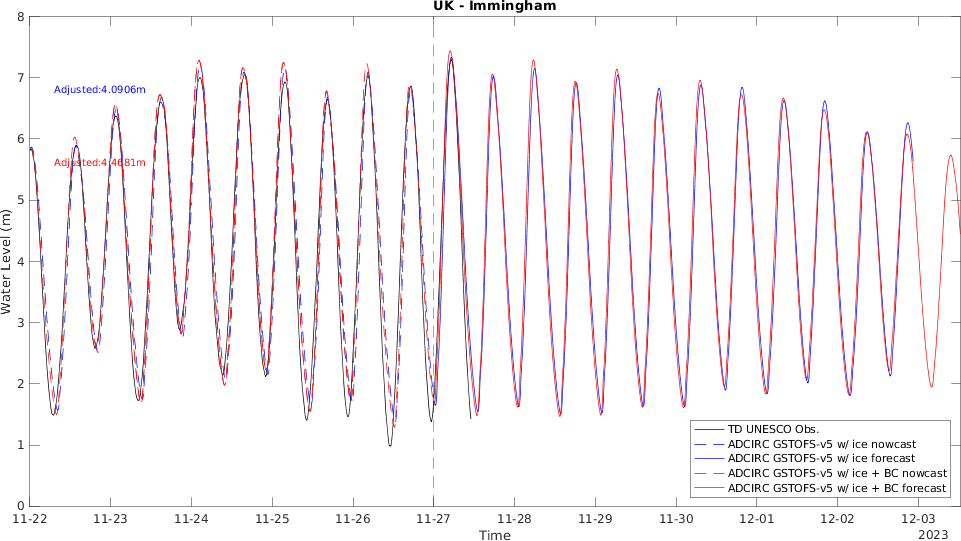 UK - Immingham
8
7
6
5
4
3
2
1
0
Water Level (m)
Adjusted:4.0906m
Adjusted:4.4681m
TD UNESCO Obs.
ADCIRC GSTOFS-v5 w/ ice nowcast
ADCIRC GSTOFS-v5 w/ ice forecast
ADCIRC GSTOFS-v5 w/ ice + BC nowcast
ADCIRC GSTOFS-v5 w/ ice + BC forecast
11-22 11-23 11-24 11-25 11-26 11-27 11-28 11-29 11-30 12-01 12-02 12-03
Time
2023